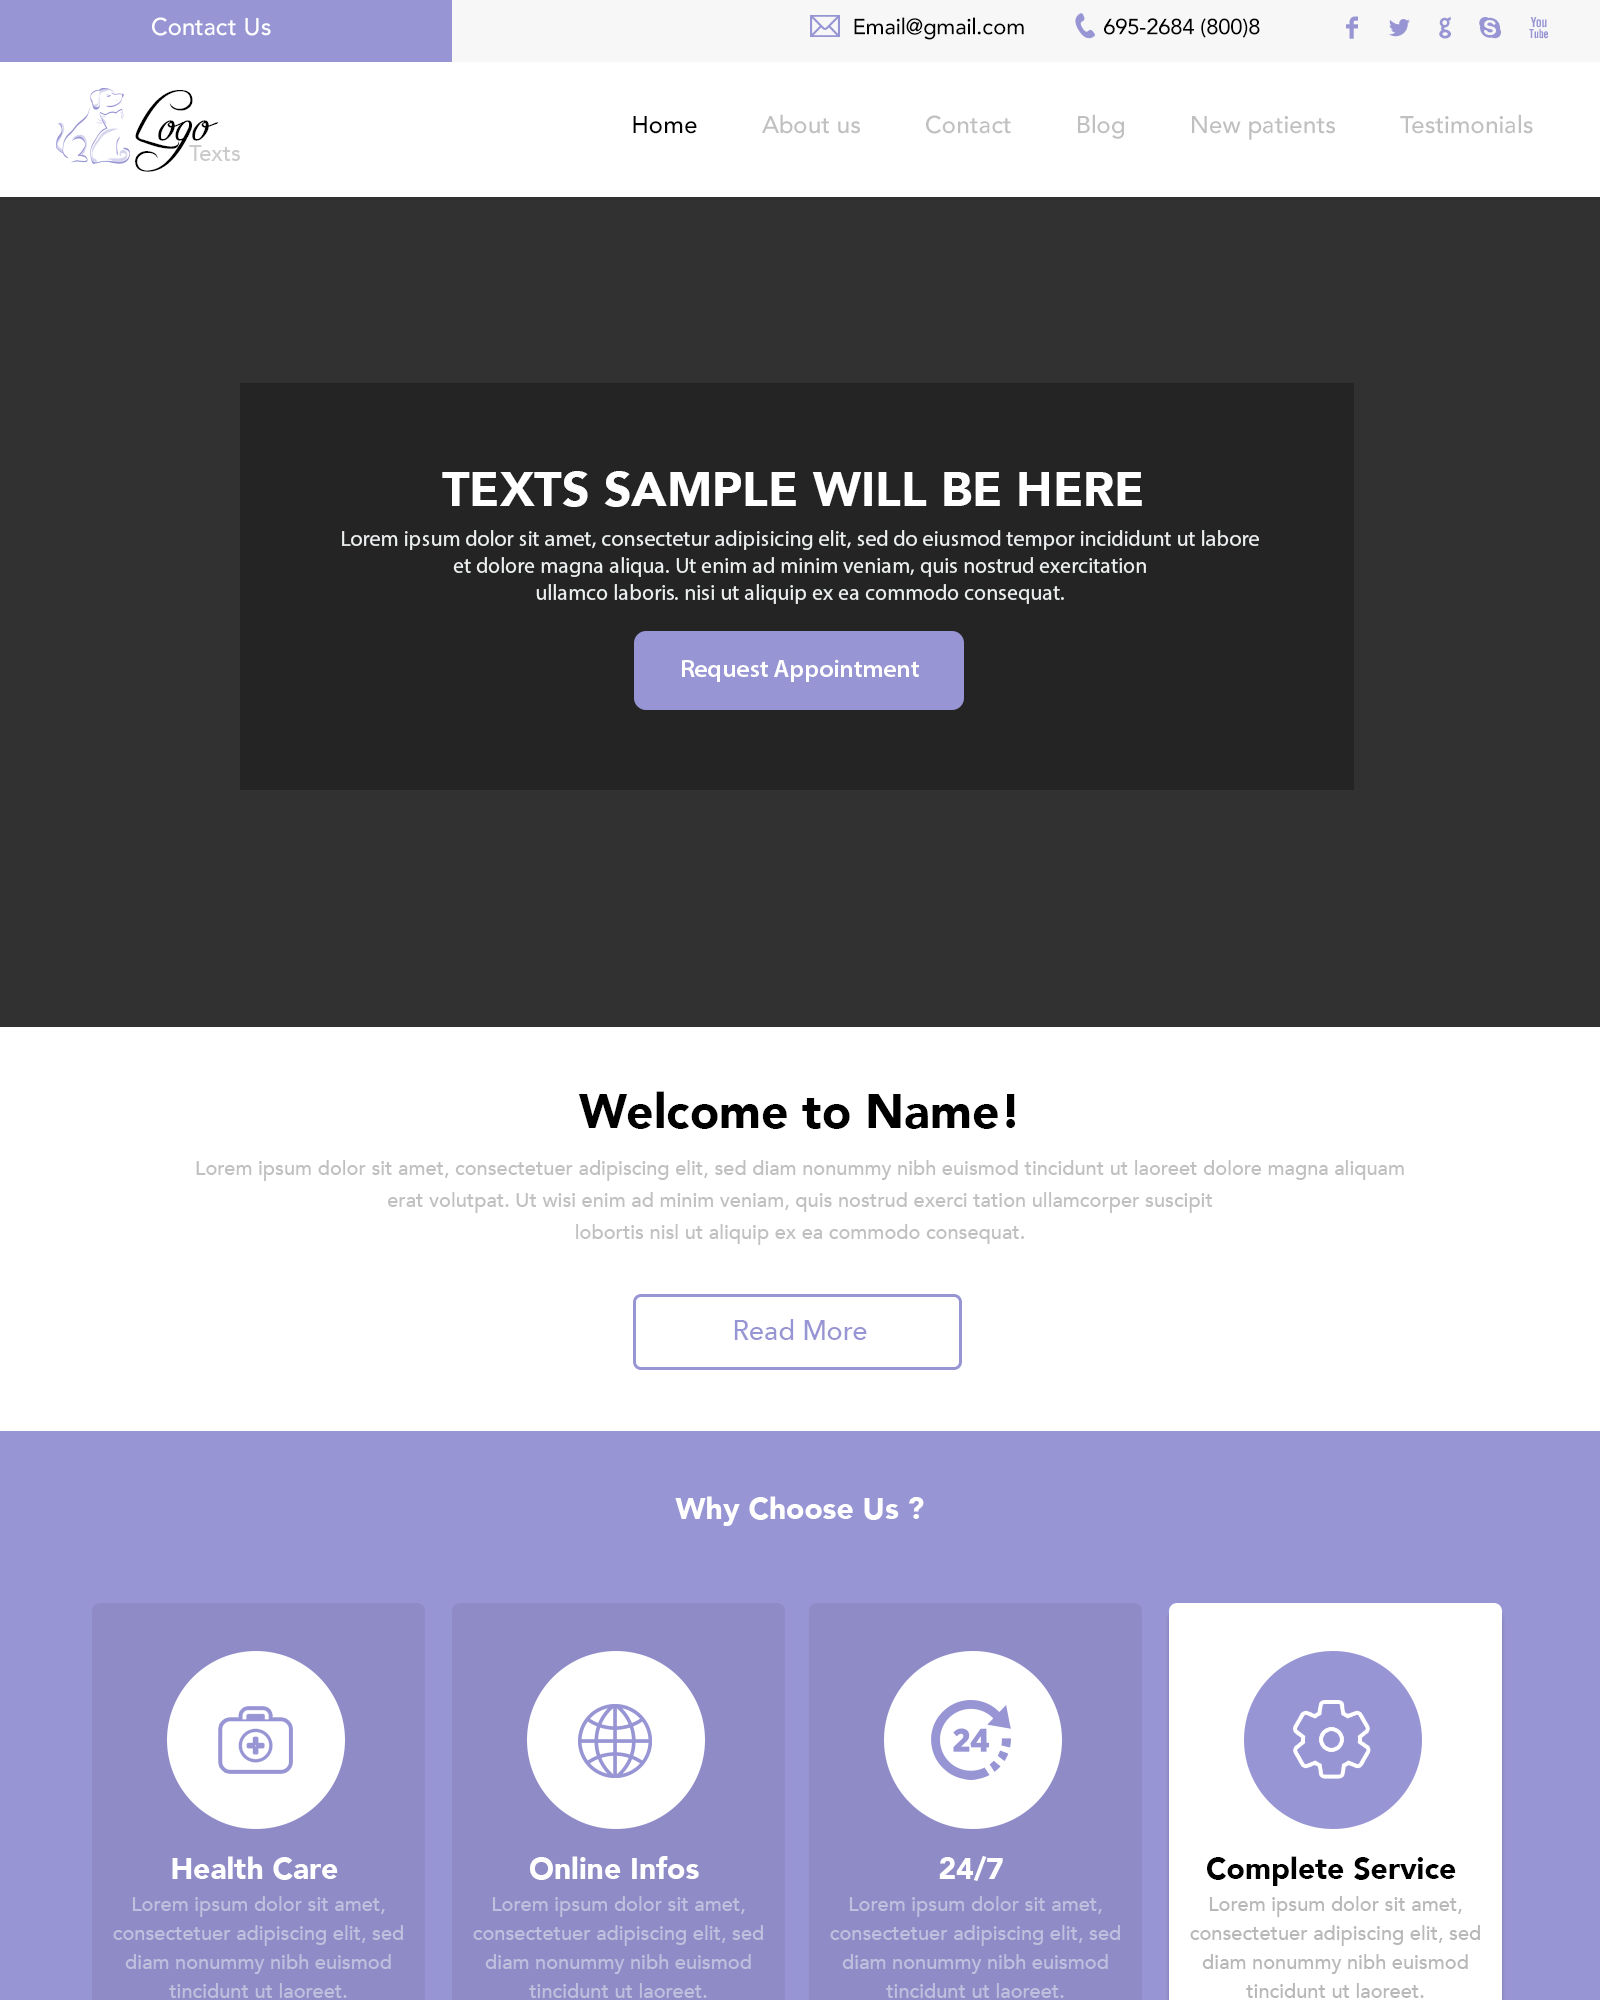 Contact Us
Email@gmail.com
695-2684 (800)8
You
Tube
Logo
Texts
Home
About us
Contact
Blog
New patients
Testimonials
TEXTS SAMPLE WILL BE HERE
Lorem ipsum dolor sit amet, consectetur adipisicing elit, sed do eiusmod tempor incididunt ut labore
et dolore magna aliqua. Ut enim ad minim veniam, quis nostrud exercitation
ullamco laboris. nisi ut aliquip ex ea commodo consequat.
Request Appointment
Welcome to Name!
Lorem ipsum dolor sit amet, consectetuer adipiscing elit, sed diam nonummy nibh euismod tincidunt ut laoreet dolore magna aliquam
erat volutpat. Ut wisi enim ad minim veniam, quis nostrud exerci tation ullamcorper suscipit
lobortis nisl ut aliquip ex ea commodo consequat.
Read More
Why Choose Us ?
Health Care
Lorem ipsum dolor sit amet,
consectetuer adipiscing elit, sed
diam nonummy nibh euismod
tincidunt ut laoreet.
Online Infos
Lorem ipsum dolor sit amet,
consectetuer adipiscing elit, sed
diam nonummy nibh euismod
tincidunt ut laoreet.
24
24/7
Lorem ipsum dolor sit amet,
consectetuer adipiscing elit, sed
diam nonummy nibh euismod
tincidunt ut laoreet.
Complete Service
Lorem ipsum dolor sit amet,
consectetuer adipiscing elit, sed
diam nonummy nibh euismod
tincidunt ut laoreet.